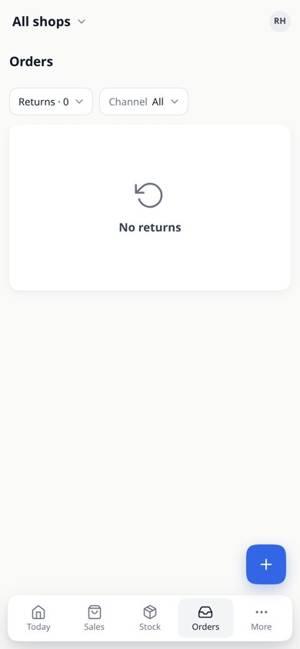 All shops
RH
Orders
Returns · 0
Channel All
No returns
Today
Sales
Stock
Orders
More